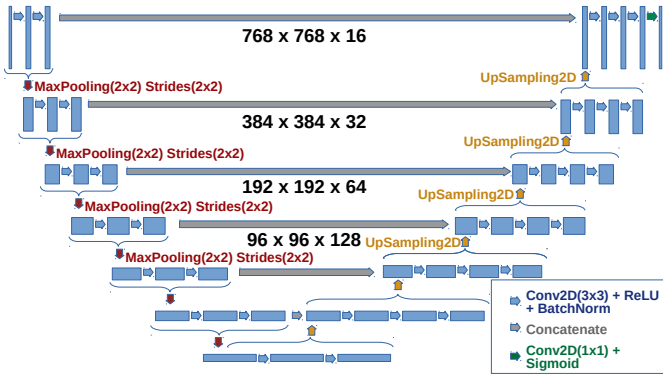 768 x 768 x 16
UpSampling2D
MaxPooling(2x2) Strides(2x2)
384 x 384 x 32
UpSampling2D
MaxPooling(2x2) Strides(2x2)
192 x 192 x 64
UpSampling2D
MaxPooling(2x2) Strides(2x2)
96 x 96 x 128
UpSampling2D
MaxPooling(2x2) Strides(2x2)
Conv2D(3x3) + ReLU
+ BatchNorm
Concatenate
Conv2D(1x1) +
Sigmoid